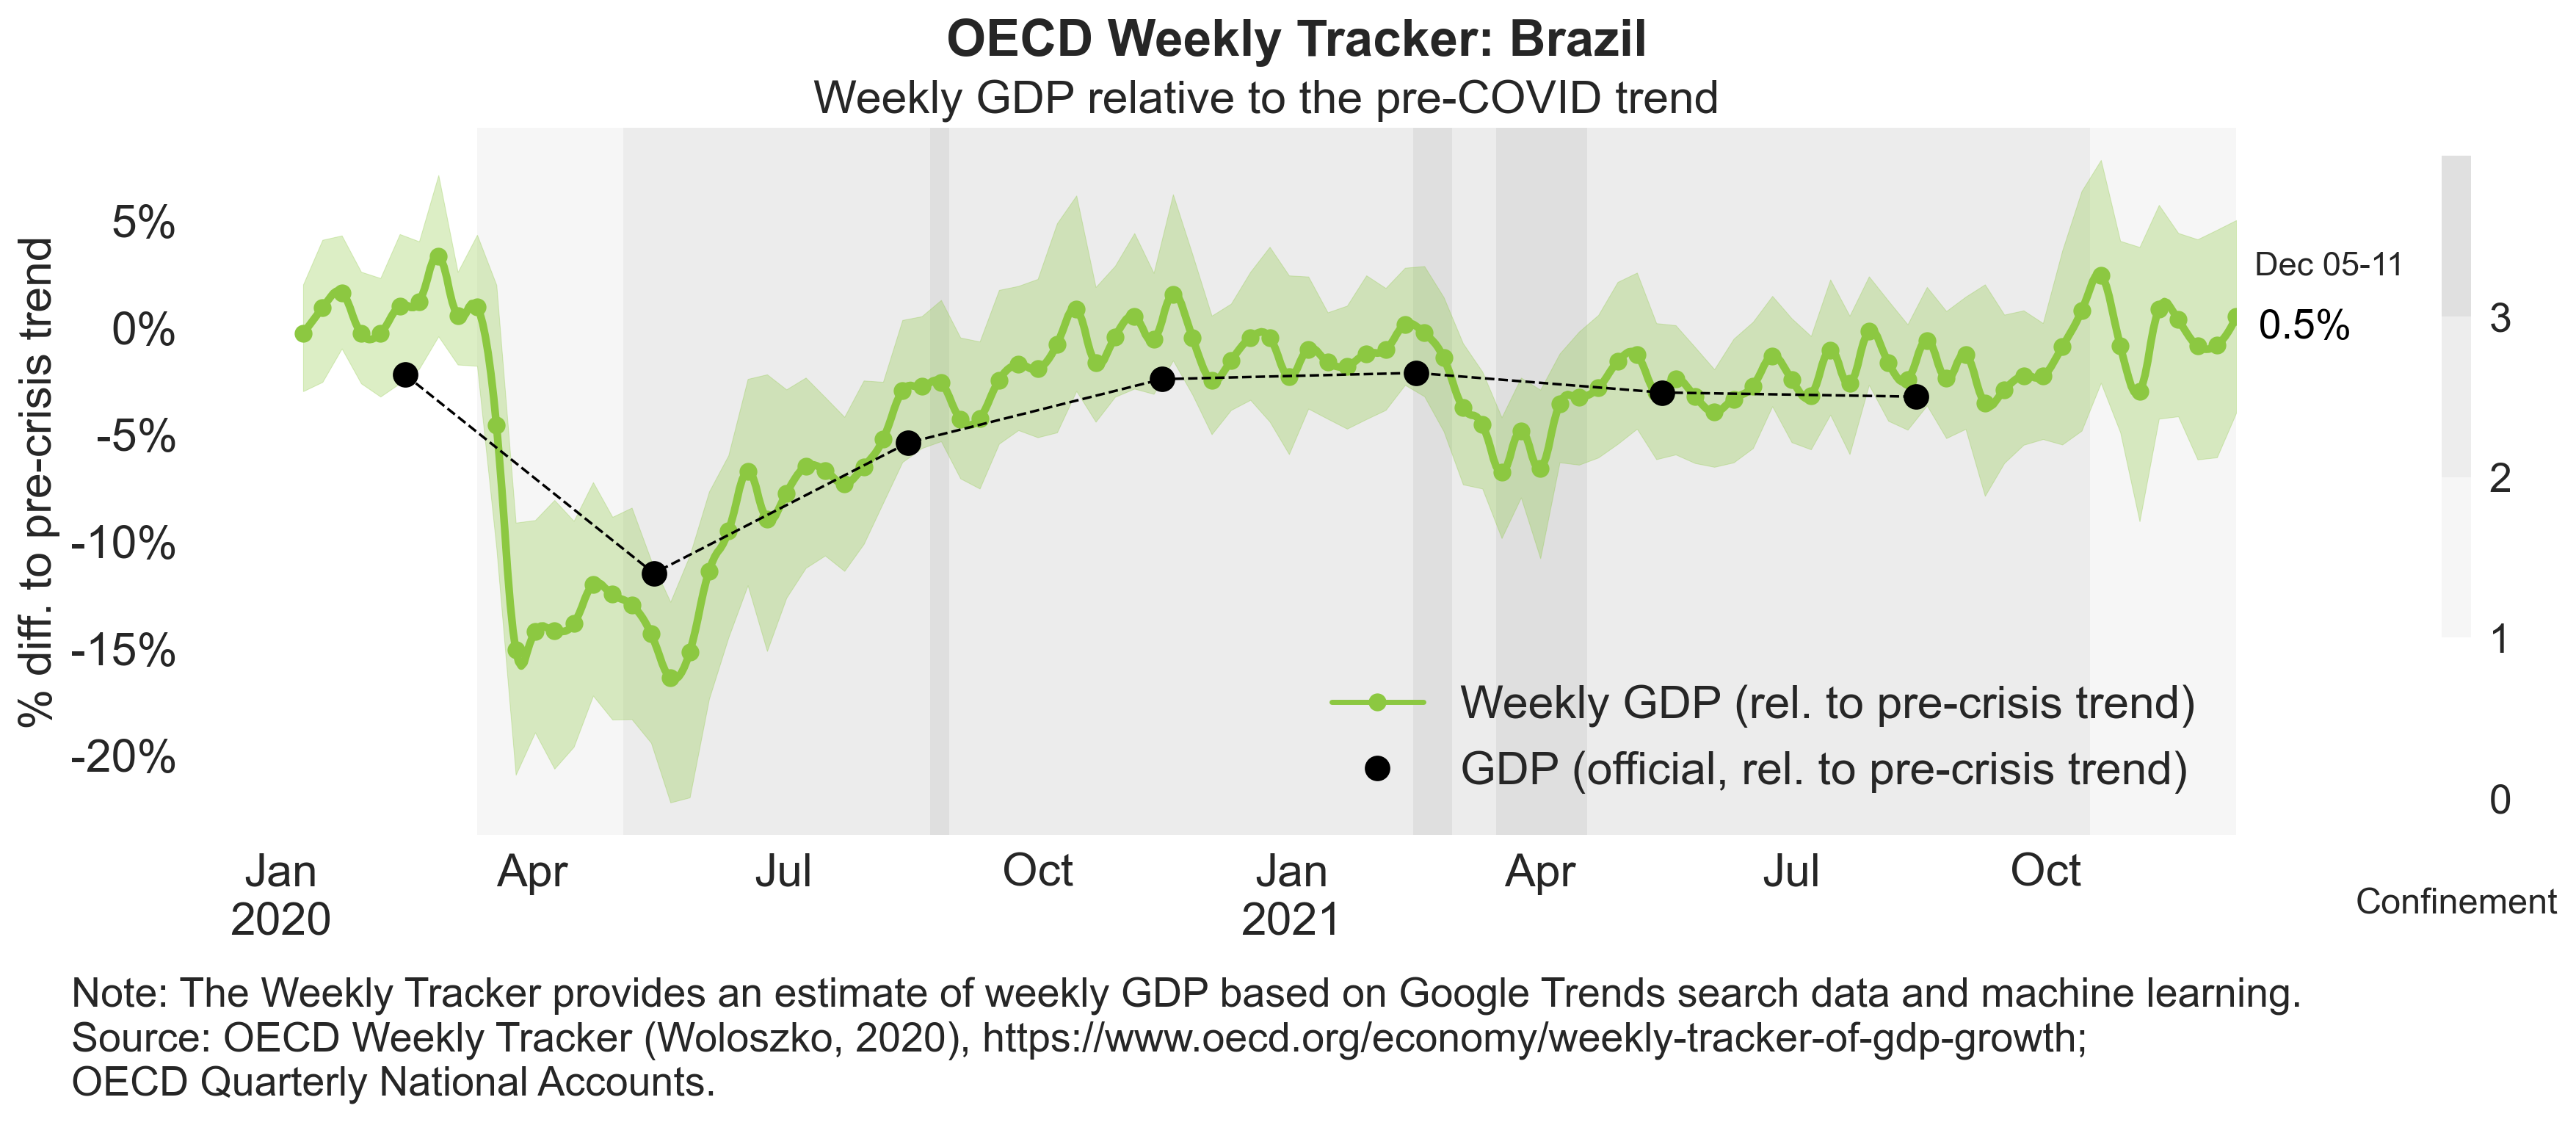 OECD Weekly Tracker: Brazil
Weekly GDP relative to the pre-COVID trend
% diff. to pre-crisis trend
5%
0%
-5%
-10%
-15%
-20%
Dec 05-11
0.5%
3
2
1
0
Confinement
Weekly GDP (rel. to pre-crisis trend)
GDP (official, rel. to pre-crisis trend)
Jan Apr Jul Oct Jan Apr Jul Oct
2020 2021
Note: The Weekly Tracker provides an estimate of weekly GDP based on Google Trends search data and machine learning.
Source: OECD Weekly Tracker (Woloszko, 2020), https://www.oecd.org/economy/weekly-tracker-of-gdp-growth;
OECD Quarterly National Accounts.